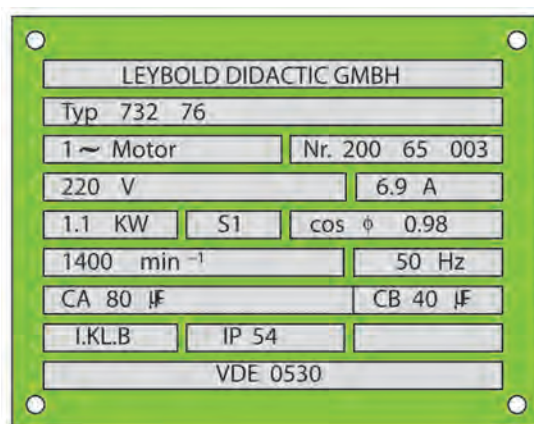 LEYBOLD DIDACTIC GMBH
Typ 732 76
1 ~ Motor Nr. 200 65 003
220 V 6.9 A
1.1 KW S1 cos ϕ 0.98
1400 min ⁻¹ 50 Hz
CA 80 µF CB 40 µF
I.KL.B IP 54
VDE 0530